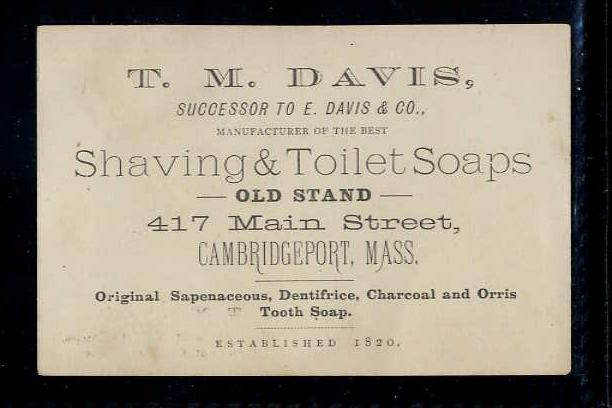 T. M. DAVIS,
SUCCESSOR TO E. DAVIS & CO.,
MANUFACTURER OF THE BEST
Shaving & Toilet Soaps
— OLD STAND —
417 Main Street,
CAMBRIDGEPORT, MASS.
Original Sapenaceous, Dentifrice, Charcoal and Orris
Tooth Soap.
ESTABLISHED 1820.